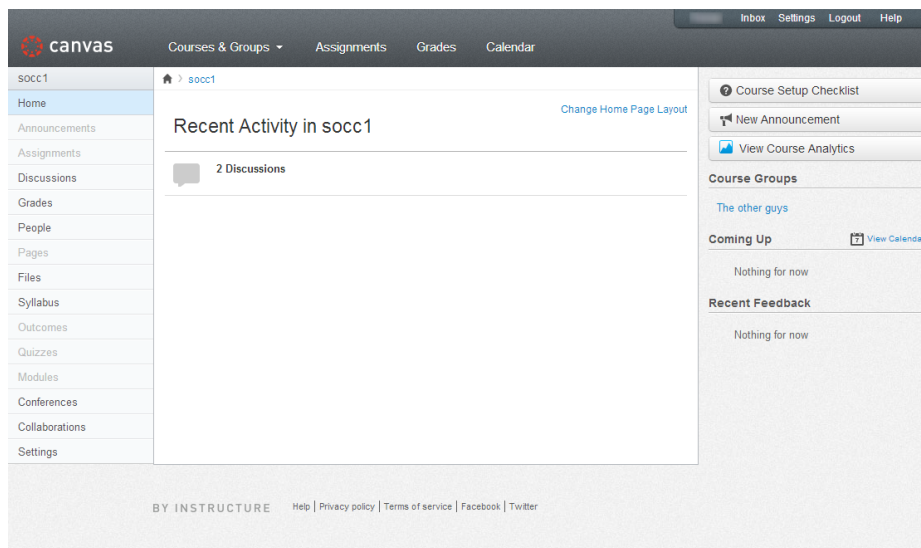 Inbox Settings Logout Help
canvas
Courses & Groups Assignments Grades Calendar
socc1
Home
Announcements
Assignments
Discussions
Grades
People
Pages
Files
Syllabus
Outcomes
Quizzes
Modules
Conferences
Collaborations
Settings
socc1
Change Home Page Layout
Recent Activity in socc1
2 Discussions
Course Setup Checklist
New Announcement
View Course Analytics
Course Groups
The other guys
Coming Up
7 View Calenda
Nothing for now
Recent Feedback
Nothing for now
BY INSTRUCTURE Help | Privacy policy | Terms of service | Facebook | Twitter